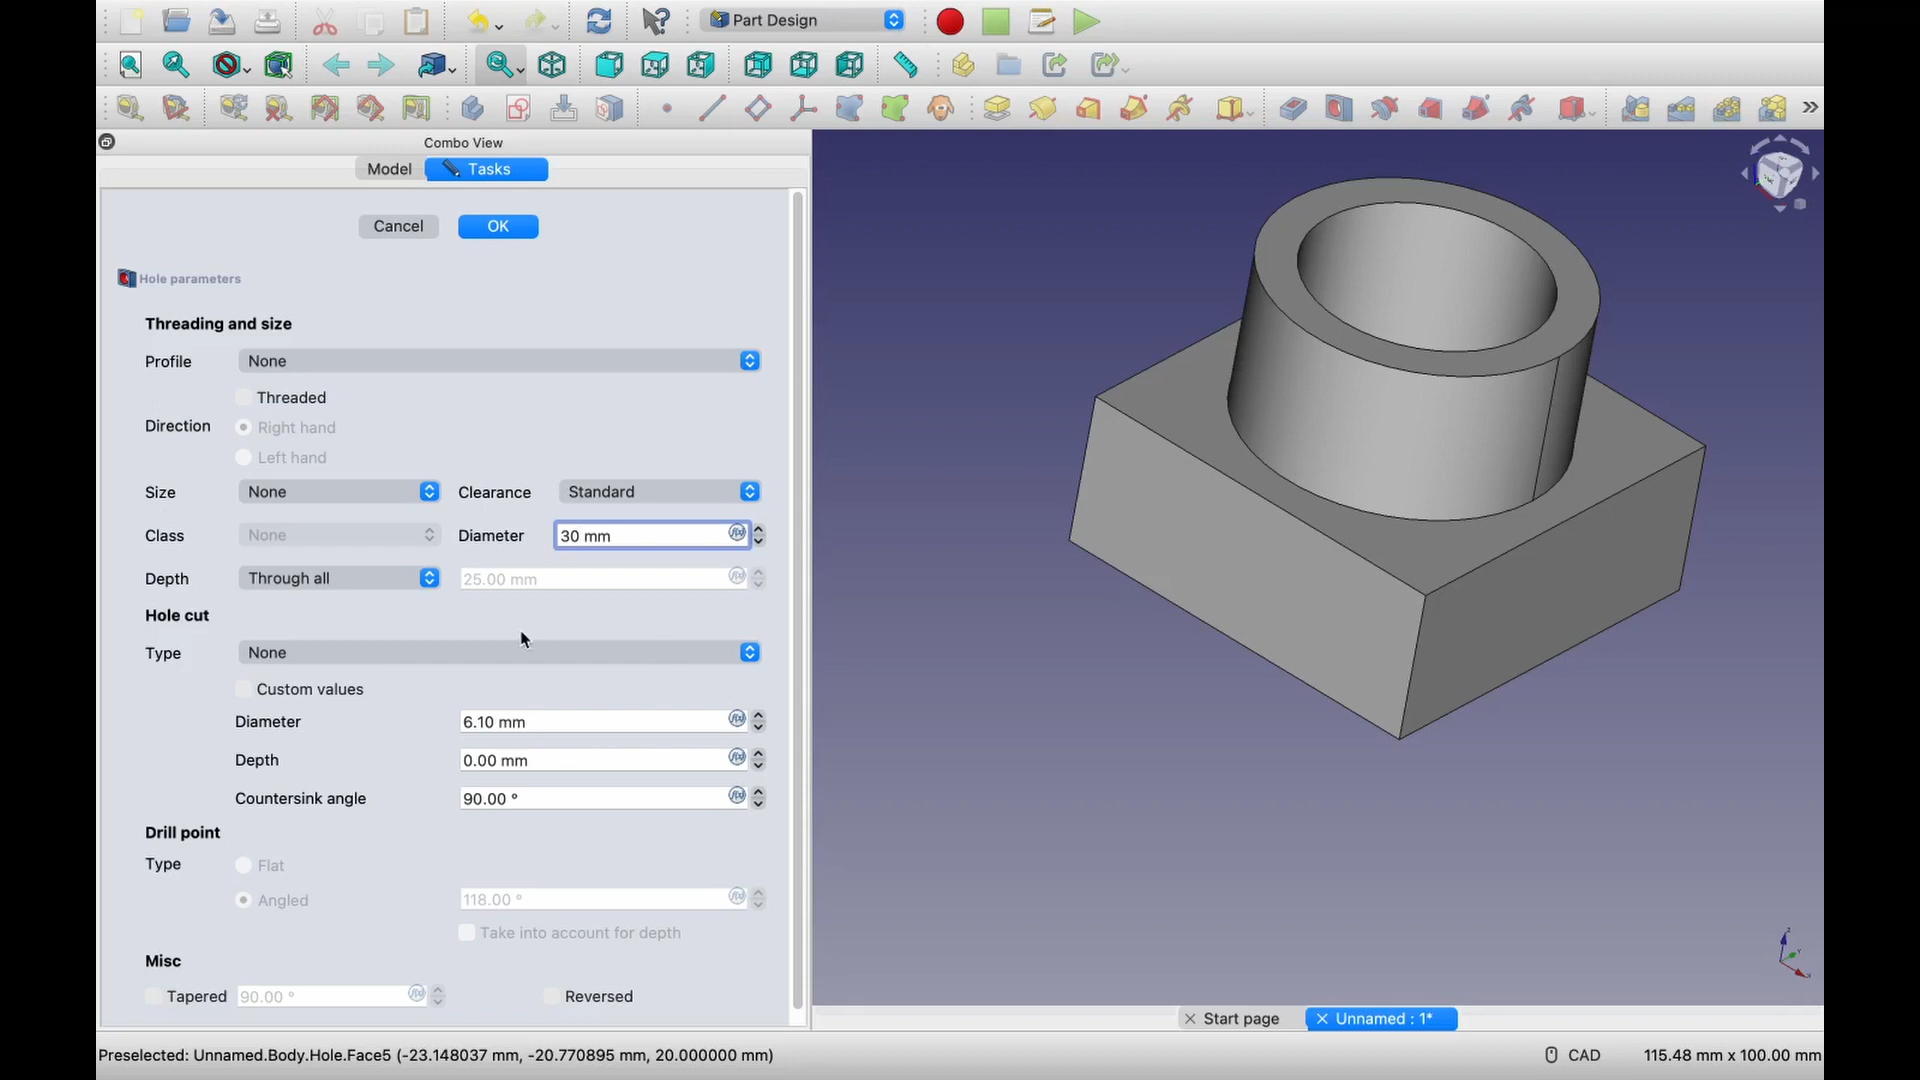 Part Design
Combo View
Model Tasks
Cancel OK
Hole parameters
Threading and size
Profile None
Threaded
Direction Right hand
Left hand
Size None Clearance Standard
Class None Diameter 30 mm
Depth Through all 25.00 mm
Hole cut
Type None
Custom values
Diameter 6.10 mm
Depth 0.00 mm
Countersink angle 90.00 °
Drill point
Type Flat
Angled 118.00 °
Take into account for depth
Misc
Tapered 90.00 ° Reversed
Start page Unnamed : 1*
Preselected: Unnamed.Body.Hole.Face5 (-23.148037 mm, -20.770895 mm, 20.000000 mm) CAD 115.48 mm x 100.00 mm